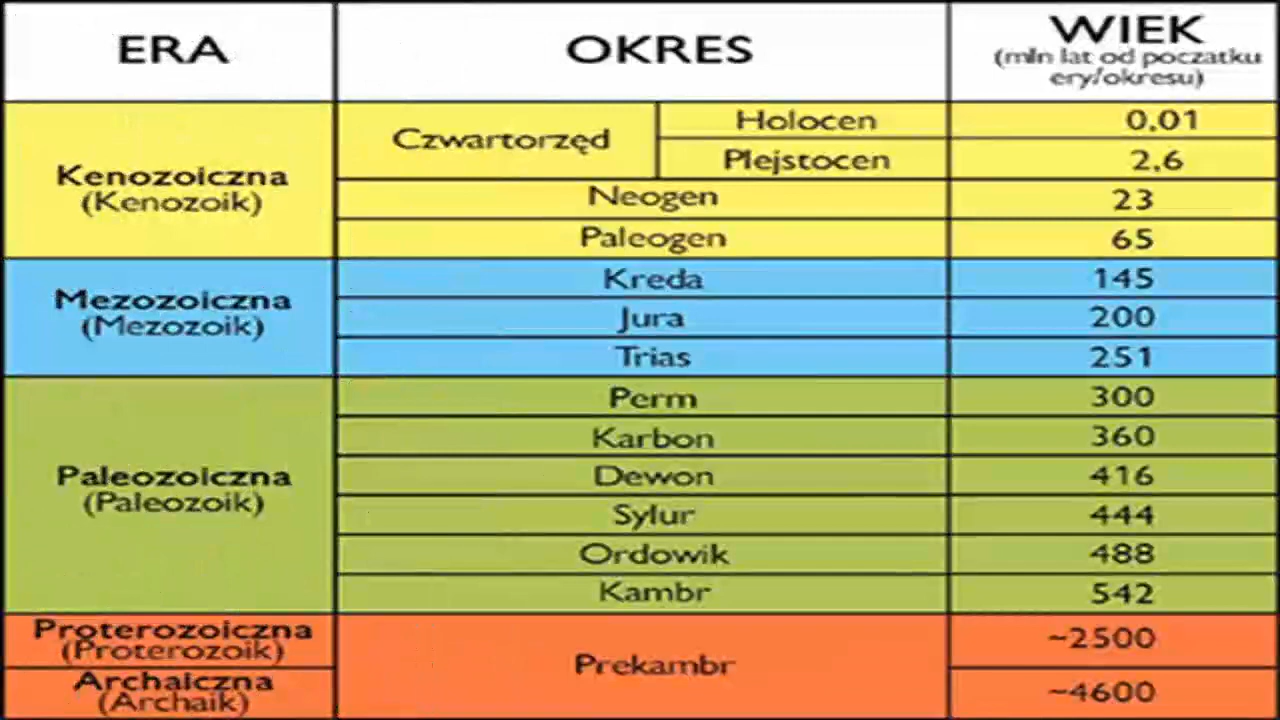 ERA OKRES WIEK
(mln lat od początku
ery/okresu)
Kenozoiczna
(Kenozoik)
Czwartorzęd
Holocen 0,01
Plejstocen 2,6
Neogen 23
Paleogen 65
Mezozoiczna
(Mezozoik)
Kreda 145
Jura 200
Trias 251
Paleozoiczna
(Paleozoik)
Perm 300
Karbon 360
Dewon 416
Sylur 444
Ordowik 488
Kambr 542
Proterozoiczna
(Proterozoik)
Prekambr
~2500
Archaiczna
(Archaik)
~4600